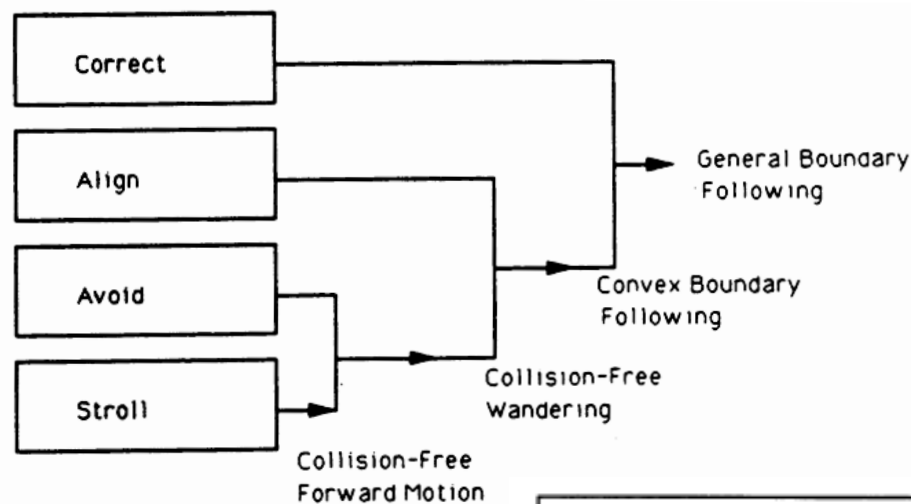 Correct
Align
Avoid
Stroll
General Boundary
Following
Convex Boundary
Following
Collision-Free
Wandering
Collision-Free
Forward Motion